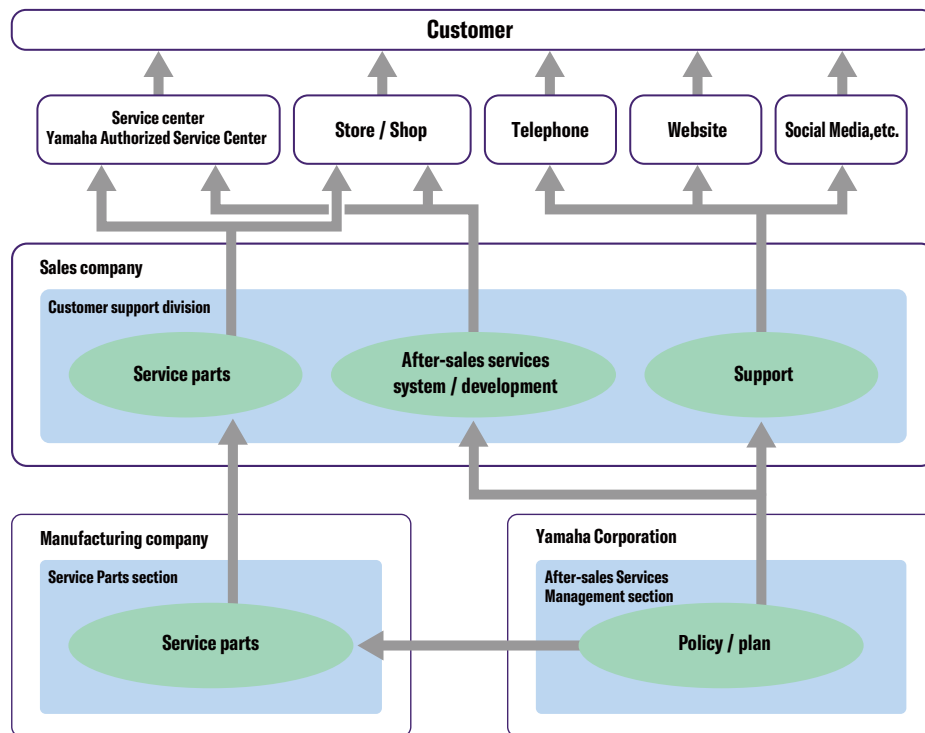 Customer
Service center
Yamaha Authorized Service Center
Store / Shop
Telephone
Website
Social Media,etc.
Sales company
Customer support division
Service parts
After-sales services
system / development
Support
Manufacturing company
Service Parts section
Service parts
Yamaha Corporation
After-sales Services
Management section
Policy / plan